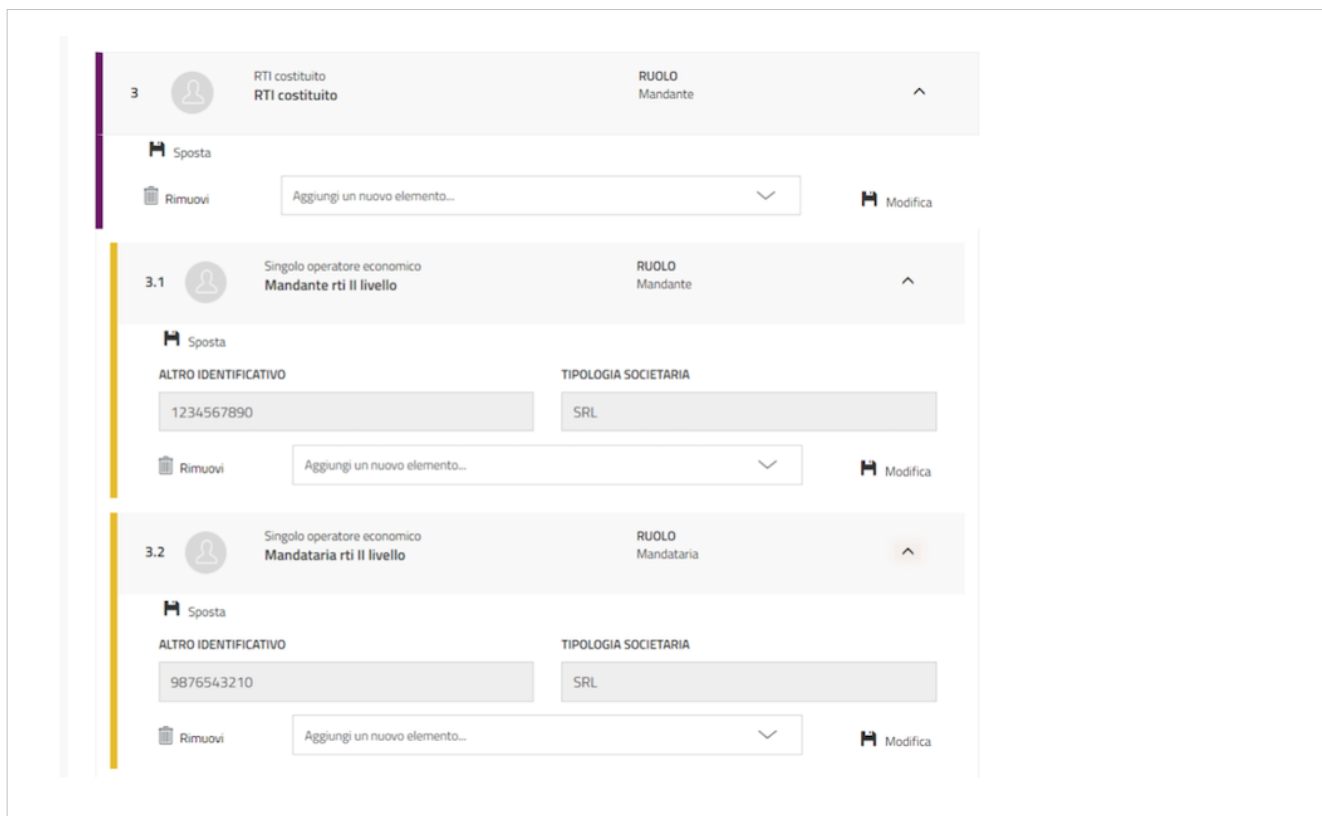 RTI costituito RUOLO
3 RTI costituito Mandante
Sposta
Rimuovi Aggiungi un nuovo elemento... Modifica
Singolo operatore economico RUOLO
3.1 Mandante rti II livello Mandante
Sposta
ALTRO IDENTIFICATIVO TIPOLOGIA SOCIETARIA
1234567890 SRL
Rimuovi Aggiungi un nuovo elemento... Modifica
Singolo operatore economico RUOLO
3.2 Mandataria rti II livello Mandataria
Sposta
ALTRO IDENTIFICATIVO TIPOLOGIA SOCIETARIA
9876543210 SRL
Rimuovi Aggiungi un nuovo elemento... Modifica